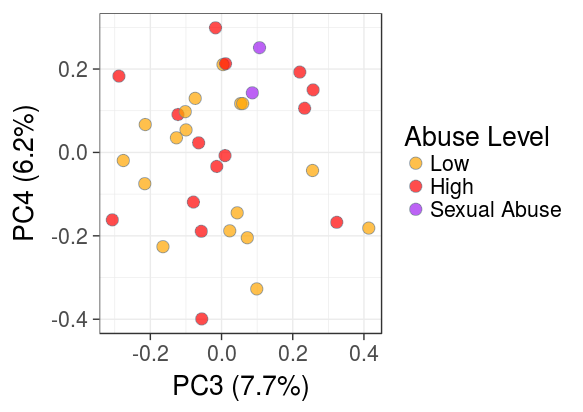 0.2
0.0
-0.2
-0.4
PC4 (6.2%)
-0.2 0.0 0.2 0.4
PC3 (7.7%)
Abuse Level
Low
High
Sexual Abuse